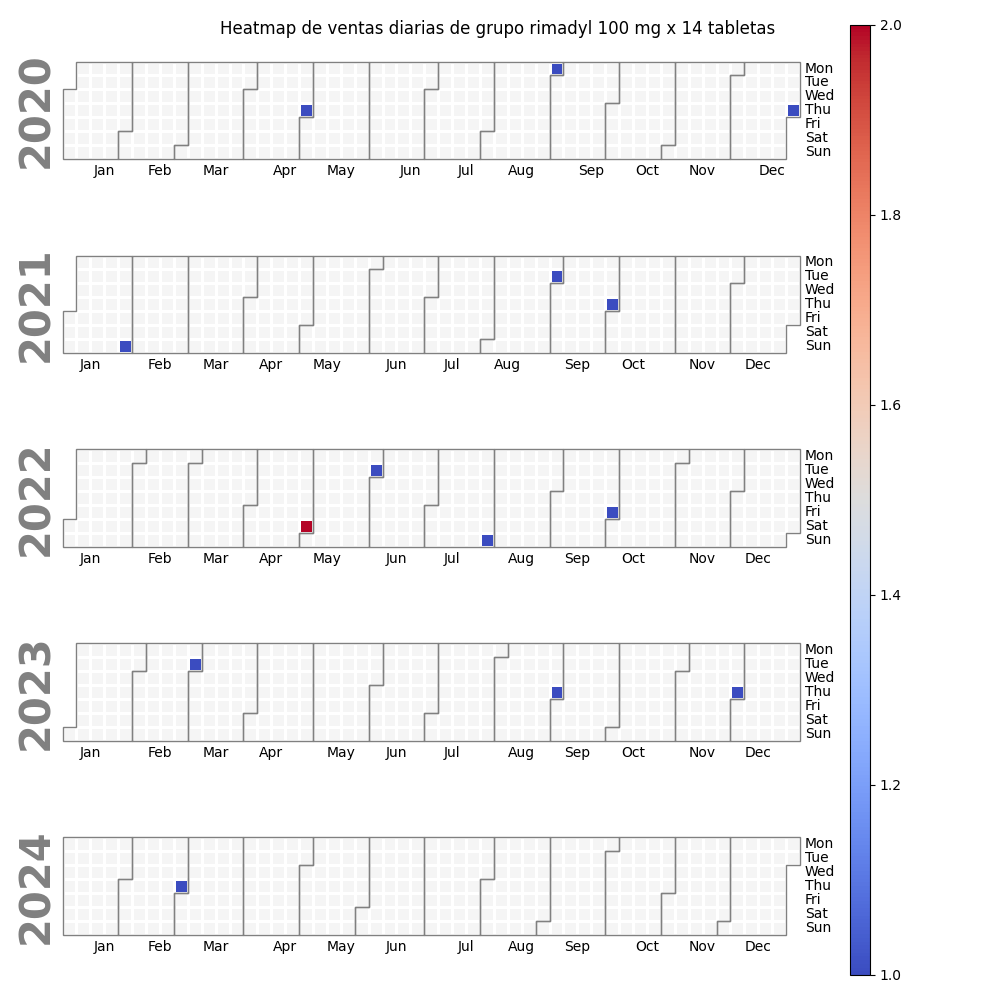 Heatmap de ventas diarias de grupo rimadyl 100 mg x 14 tabletas
2020
Mon
Tue
Wed
Thu
Fri
Sat
Sun
Jan Feb Mar Apr May Jun Jul Aug Sep Oct Nov Dec
2021
Mon
Tue
Wed
Thu
Fri
Sat
Sun
Jan Feb Mar Apr May Jun Jul Aug Sep Oct Nov Dec
2022
Mon
Tue
Wed
Thu
Fri
Sat
Sun
Jan Feb Mar Apr May Jun Jul Aug Sep Oct Nov Dec
2023
Mon
Tue
Wed
Thu
Fri
Sat
Sun
Jan Feb Mar Apr May Jun Jul Aug Sep Oct Nov Dec
2024
Mon
Tue
Wed
Thu
Fri
Sat
Sun
Jan Feb Mar Apr May Jun Jul Aug Sep Oct Nov Dec
2.0
1.8
1.6
1.4
1.2
1.0